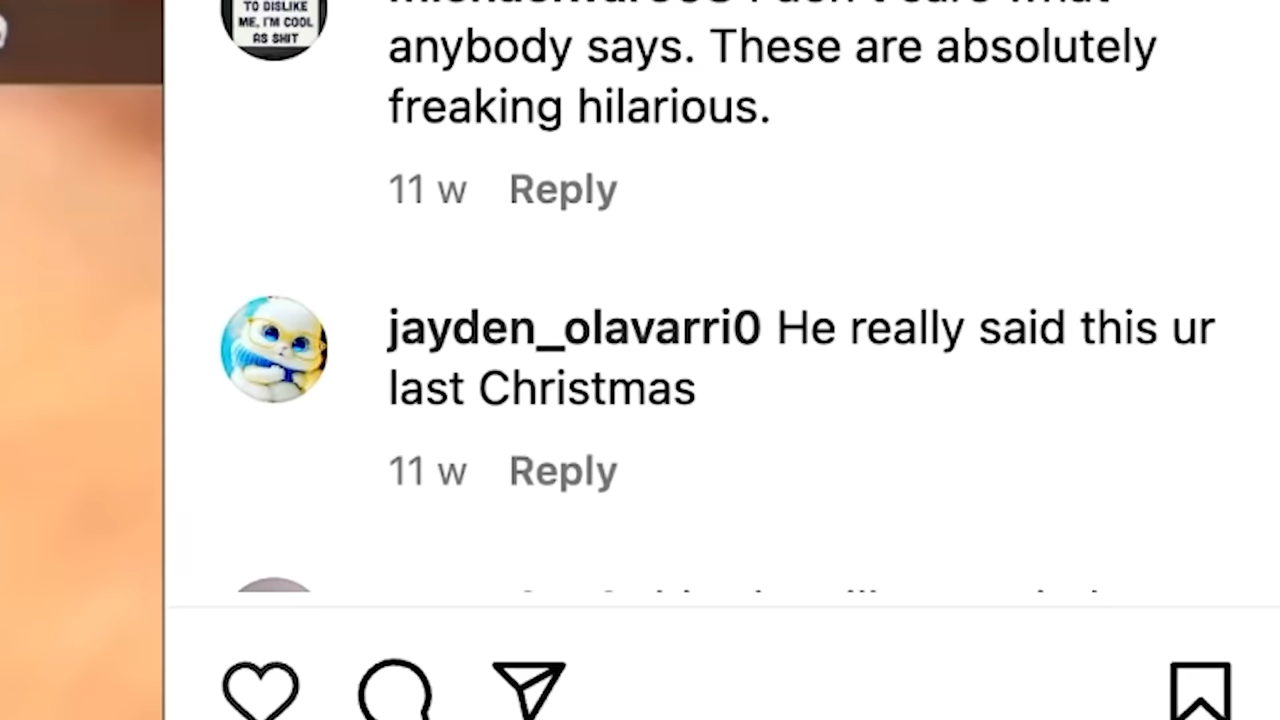 TO DISLIKE
ME, I'M COOL
AS SHIT
anybody says. These are absolutely
freaking hilarious.
11 w Reply
jayden_olavarri0 He really said this ur
last Christmas
11 w Reply